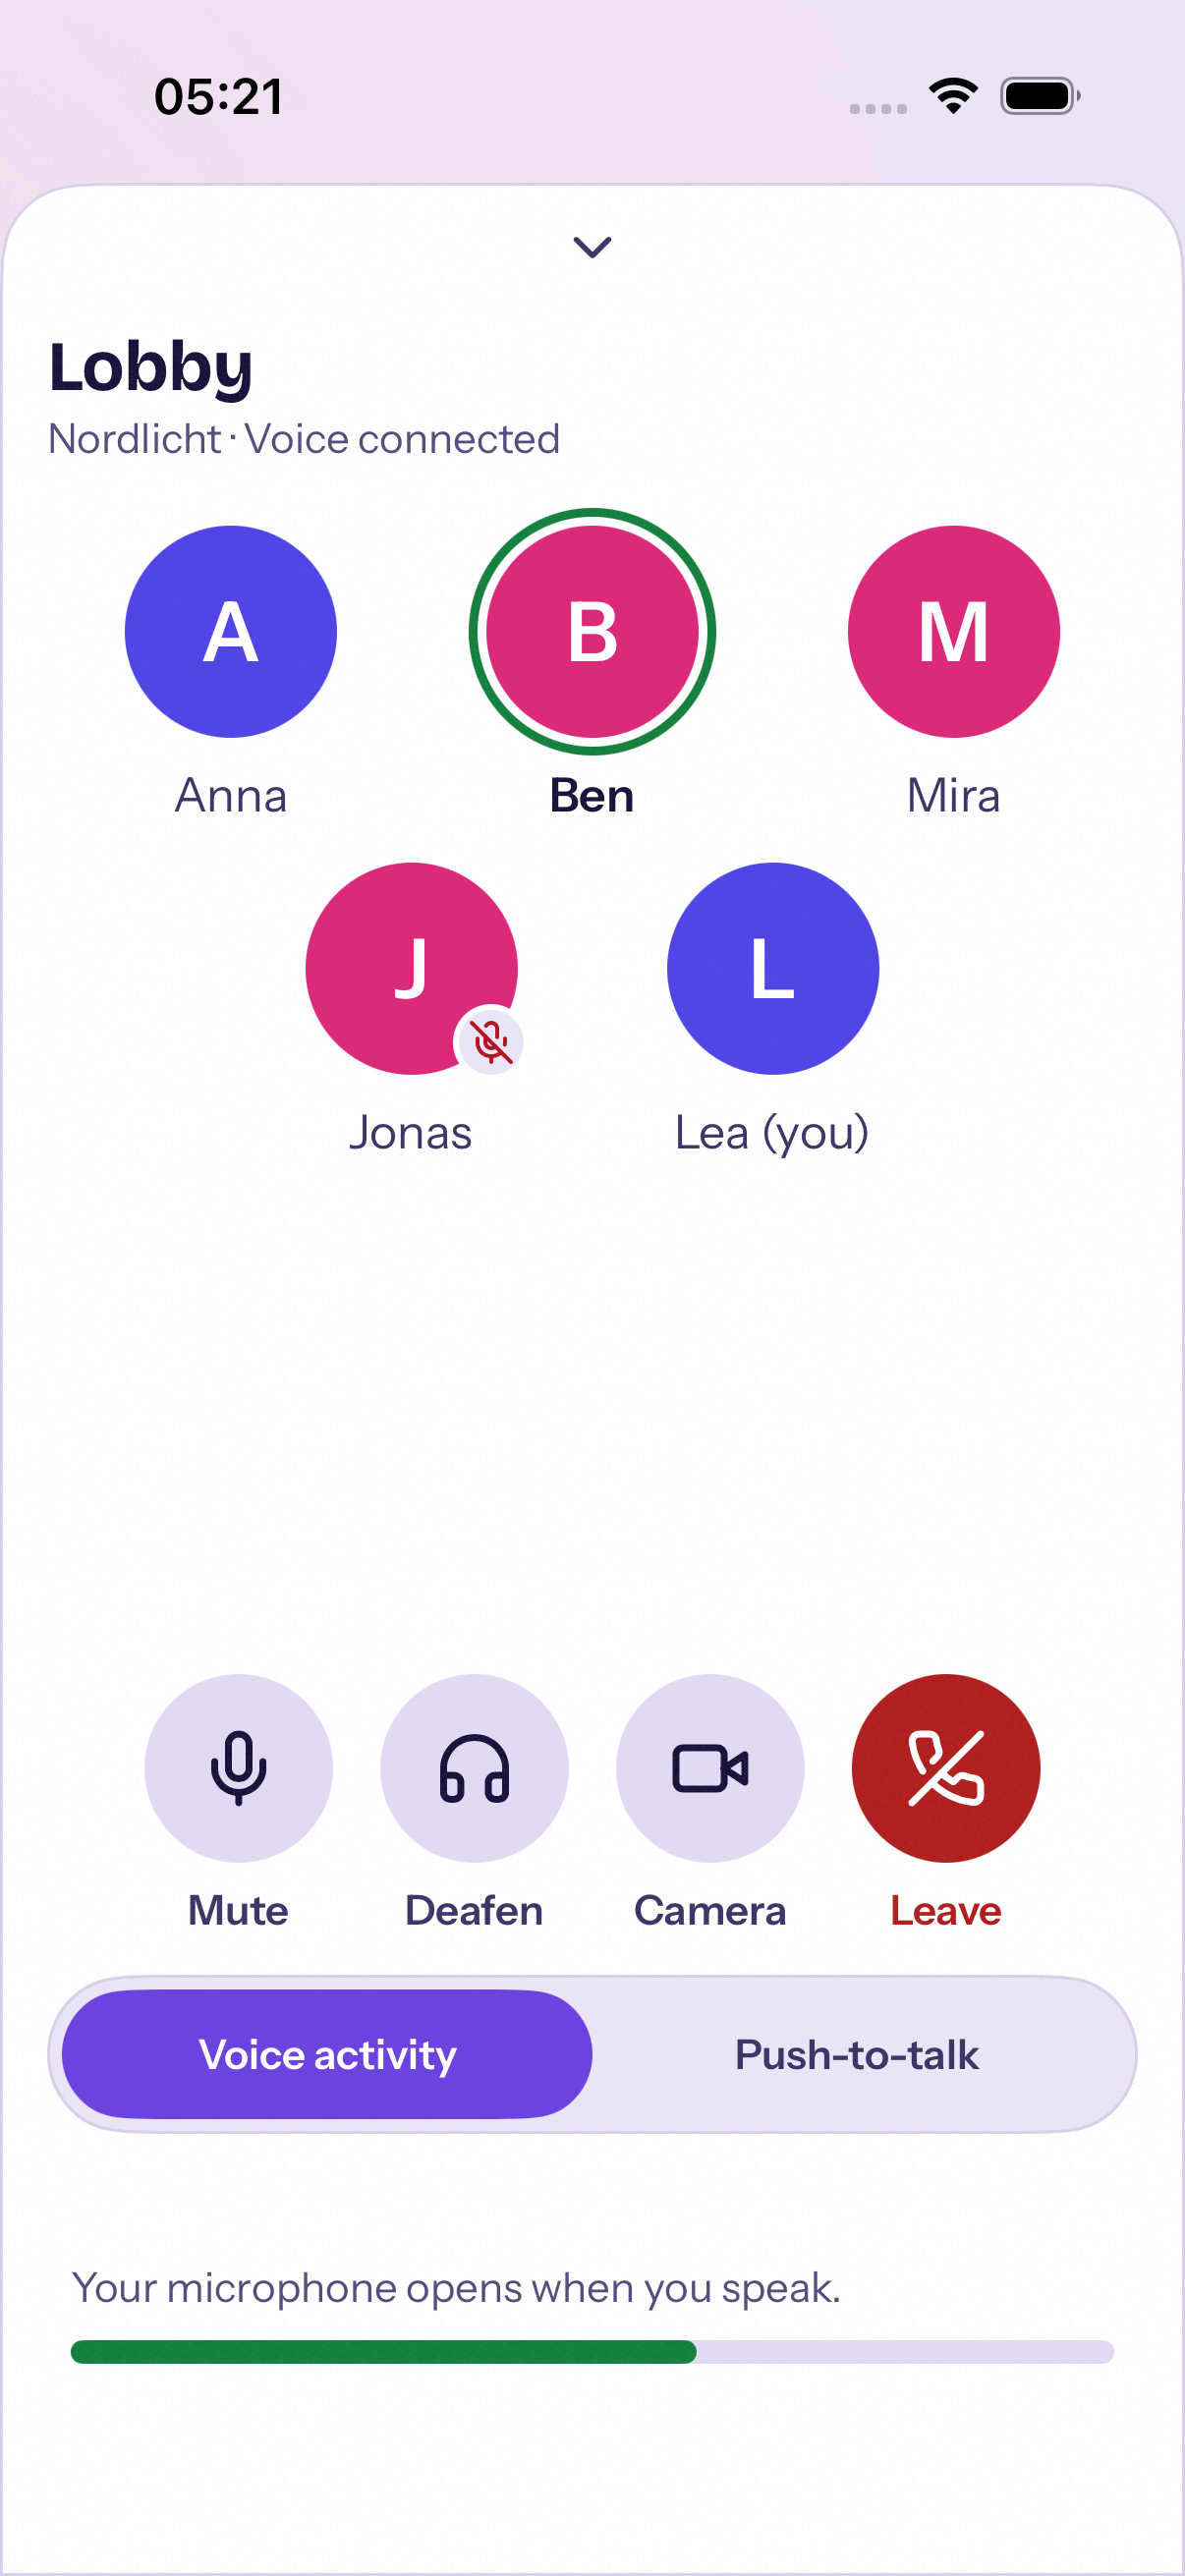 05:21
Lobby
Nordlicht · Voice connected
A
B
M
Anna
Ben
Mira
J
L
Jonas
Lea (you)
Mute
Deafen
Camera
Leave
Voice activity
Push-to-talk
Your microphone opens when you speak.